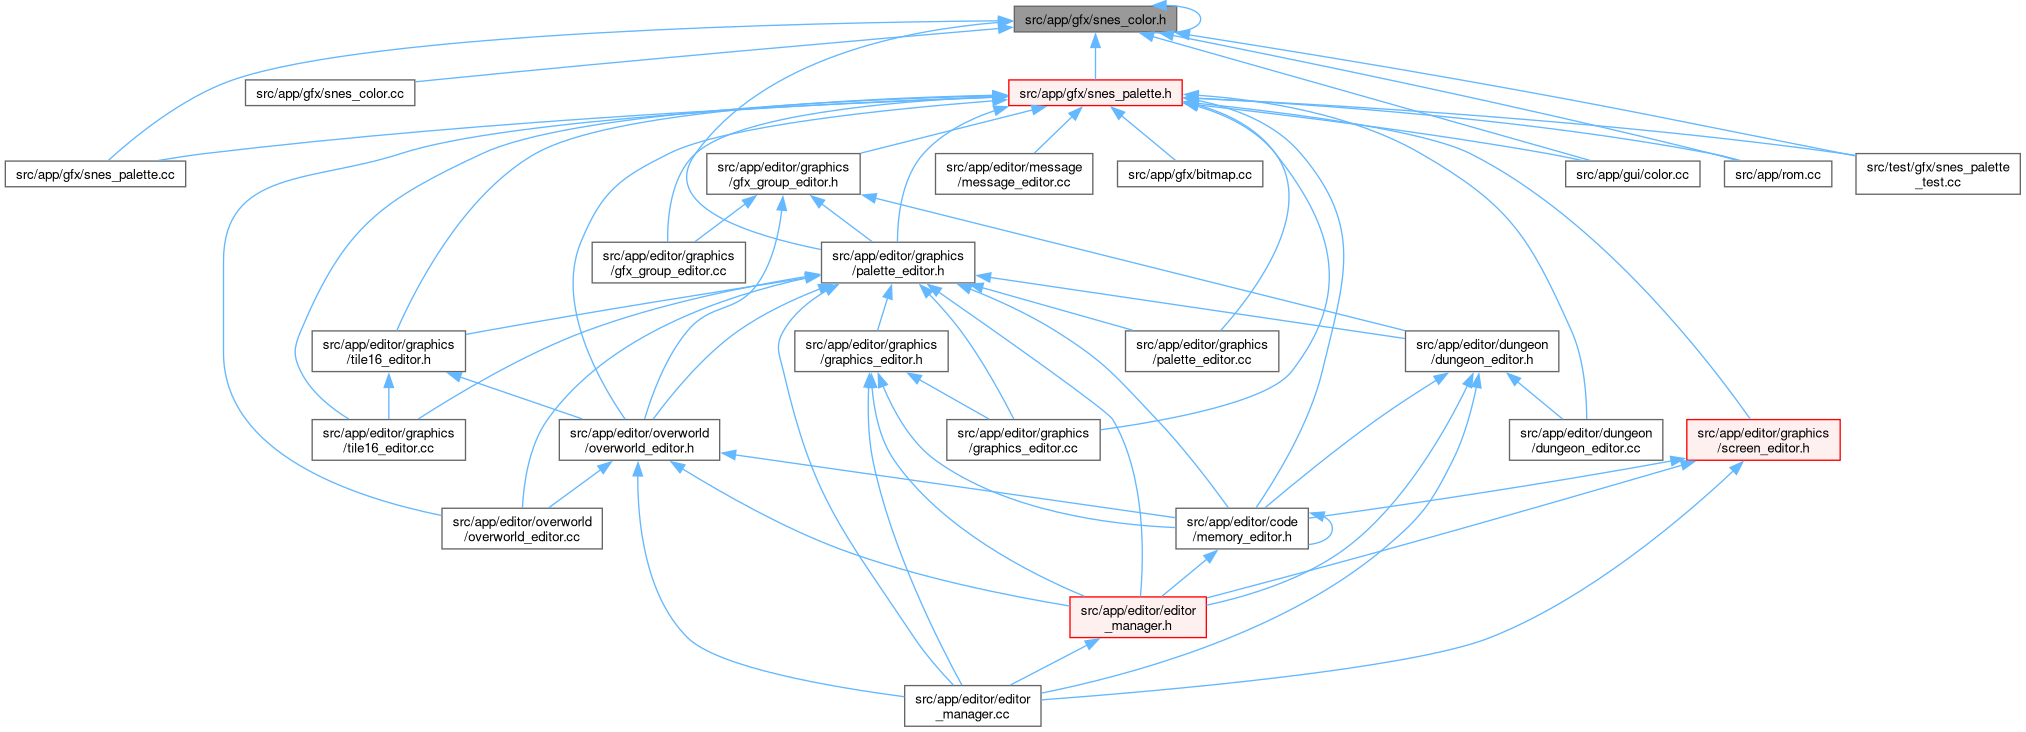 src/app/gfx/snes_color.h
src/app/gfx/snes_color.cc
src/app/gfx/snes_palette.h
src/app/gfx/snes_palette.cc
src/app/editor/graphics
/gfx_group_editor.h
src/app/editor/message
/message_editor.cc
src/app/gfx/bitmap.cc
src/app/gui/color.cc
src/app/rom.cc
src/test/gfx/snes_palette
_test.cc
src/app/editor/graphics
/gfx_group_editor.cc
src/app/editor/graphics
/palette_editor.h
src/app/editor/graphics
/tile16_editor.h
src/app/editor/graphics
/graphics_editor.h
src/app/editor/graphics
/palette_editor.cc
src/app/editor/dungeon
/dungeon_editor.h
src/app/editor/graphics
/tile16_editor.cc
src/app/editor/overworld
/overworld_editor.h
src/app/editor/graphics
/graphics_editor.cc
src/app/editor/dungeon
/dungeon_editor.cc
src/app/editor/graphics
/screen_editor.h
src/app/editor/overworld
/overworld_editor.cc
src/app/editor/code
/memory_editor.h
src/app/editor/editor
_manager.h
src/app/editor/editor
_manager.cc